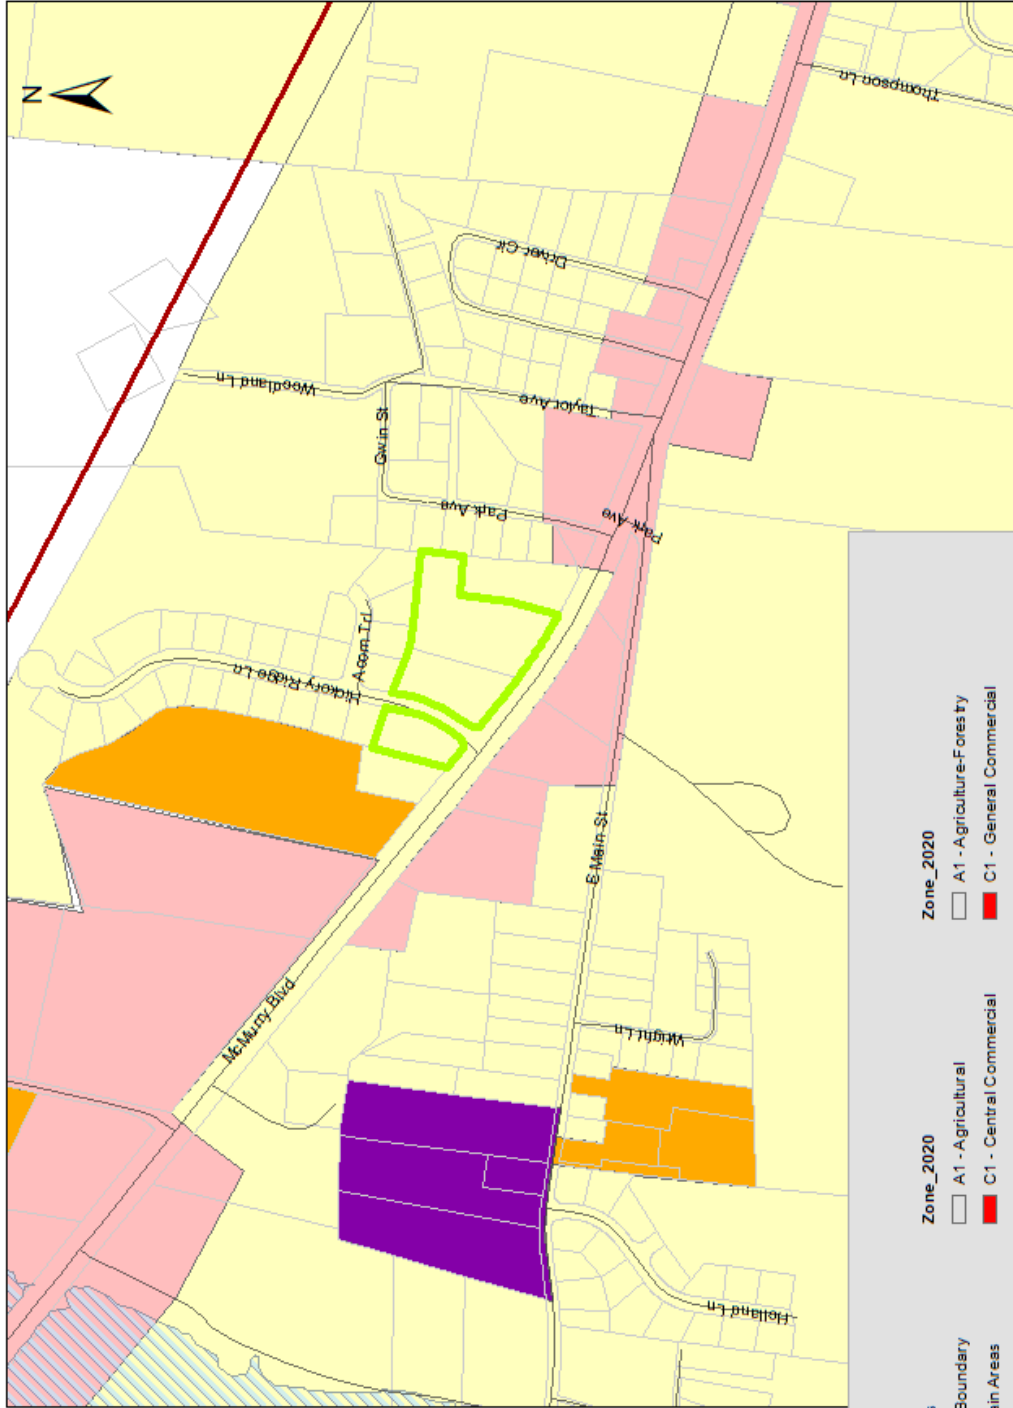 N
Thompson Ln
Driver Cir
Woodland Ln
Taylor Ave
Gwin St
Park Ave
Park Ave
Acorn Trl
Hickory Ridge Ln
E Main St
McMurry Blvd
Wright Ln
Holland Ln
Zone_2020
A1 - Agriculture-Forestry
C1 - General Commercial
Zone_2020
A1 - Agricultural
C1 - Central Commercial
Boundary
Areas